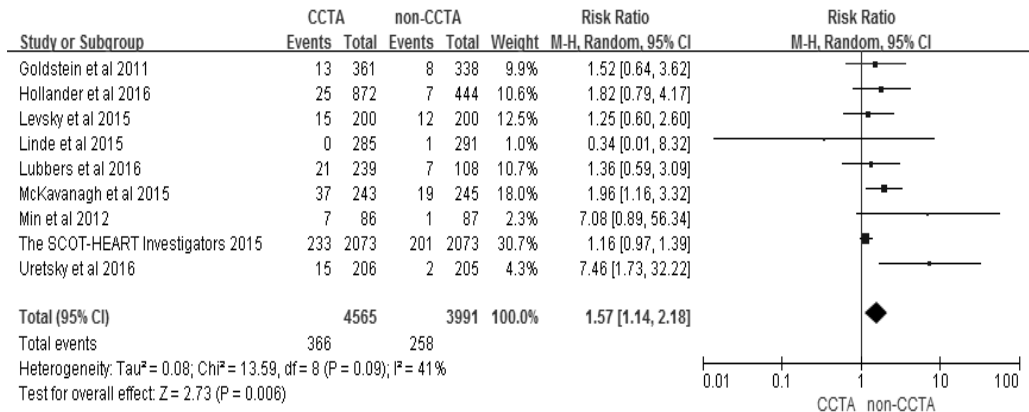 CCTA non-CCTA Risk Ratio Risk Ratio
Study or Subgroup Events Total Events Total Weight M-H, Random, 95% CI M-H, Random, 95% CI
Goldstein et al 2011 13 361 8 338 9.9% 1.52 [0.64, 3.62]
Hollander et al 2016 25 872 7 444 10.6% 1.82 [0.79, 4.17]
Levsky et al 2015 15 200 12 200 12.5% 1.25 [0.60, 2.60]
Linde et al 2015 0 285 1 291 1.1% 0.34 [0.01, 8.32]
Lubbers et al 2016 21 239 7 108 10.7% 1.36 [0.59, 3.09]
McKavanagh et al 2015 37 243 19 245 18.0% 1.96 [1.16, 3.32]
Min et al 2012 7 86 1 87 2.3% 7.08 [0.89, 56.34]
The SCOT-HEART Investigators 2015 233 2073 201 2073 30.7% 1.16 [0.97, 1.39]
Uretsky et al 2016 15 206 2 205 4.3% 7.46 [1.73, 32.22]
Total (95% CI) 4565 3991 100.0% 1.57 [1.14, 2.18]
Total events 366 258
Heterogeneity: Tau² = 0.08; Chi² = 13.59, df = 8 (P = 0.09); I² = 41%
Test for overall effect: Z = 2.73 (P = 0.006)
0.01 0.1 1 10 100
CCTA non-CCTA